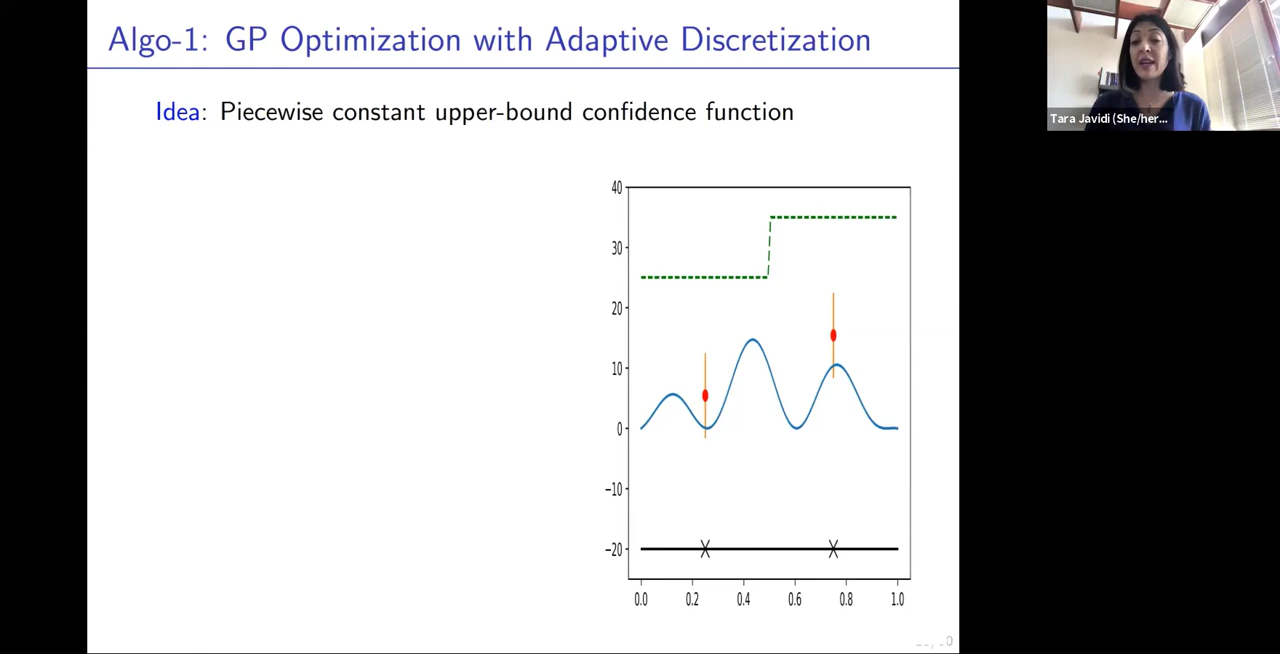 Algo-1: GP Optimization with Adaptive Discretization
Tara Javidi (She/her...
Idea: Piecewise constant upper-bound confidence function
40
30
20
10
0
−10
−20
0.0 0.2 0.4 0.6 0.8 1.0